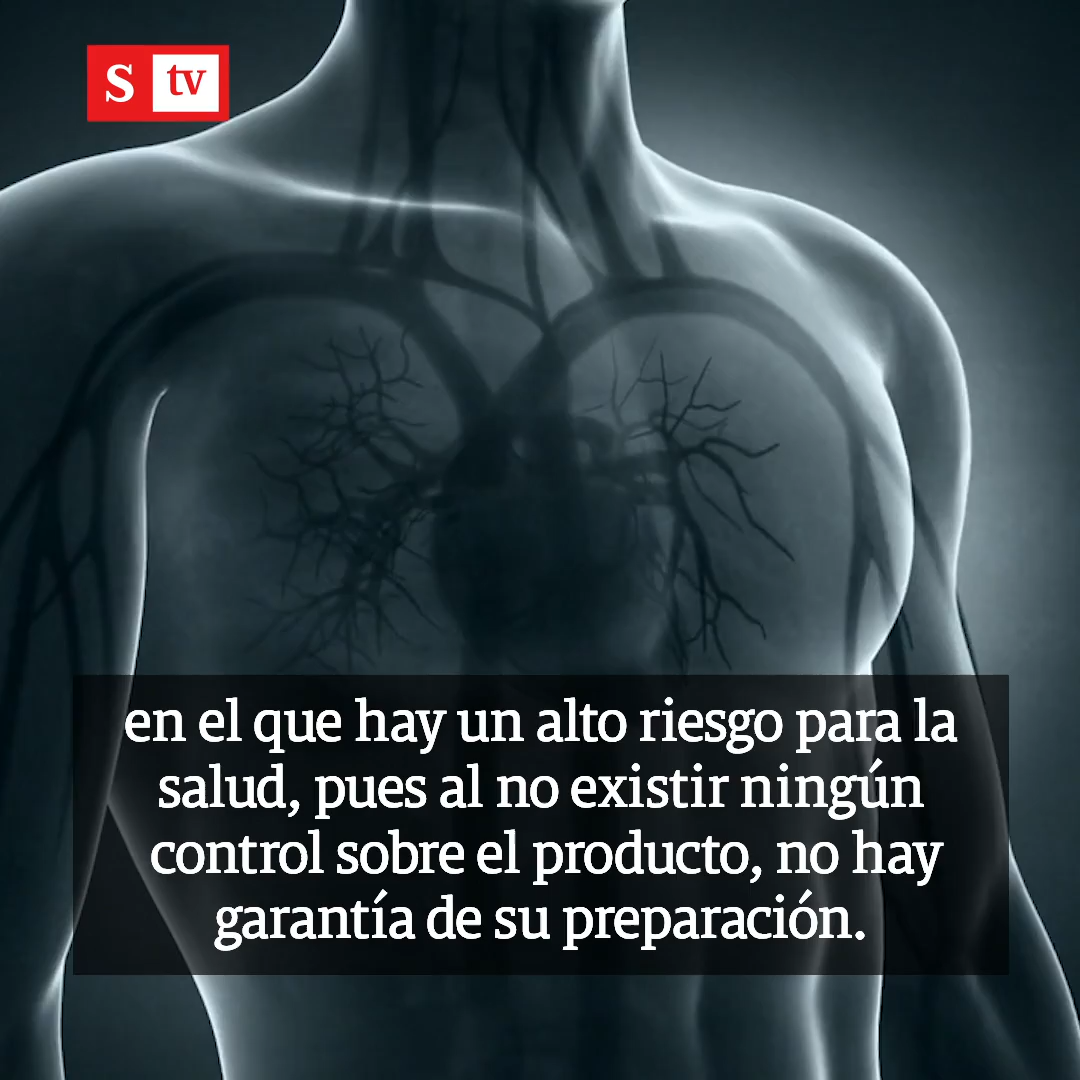 S tv
en el que hay un alto riesgo para la
salud, pues al no existir ningún
control sobre el producto, no hay
garantía de su preparación.